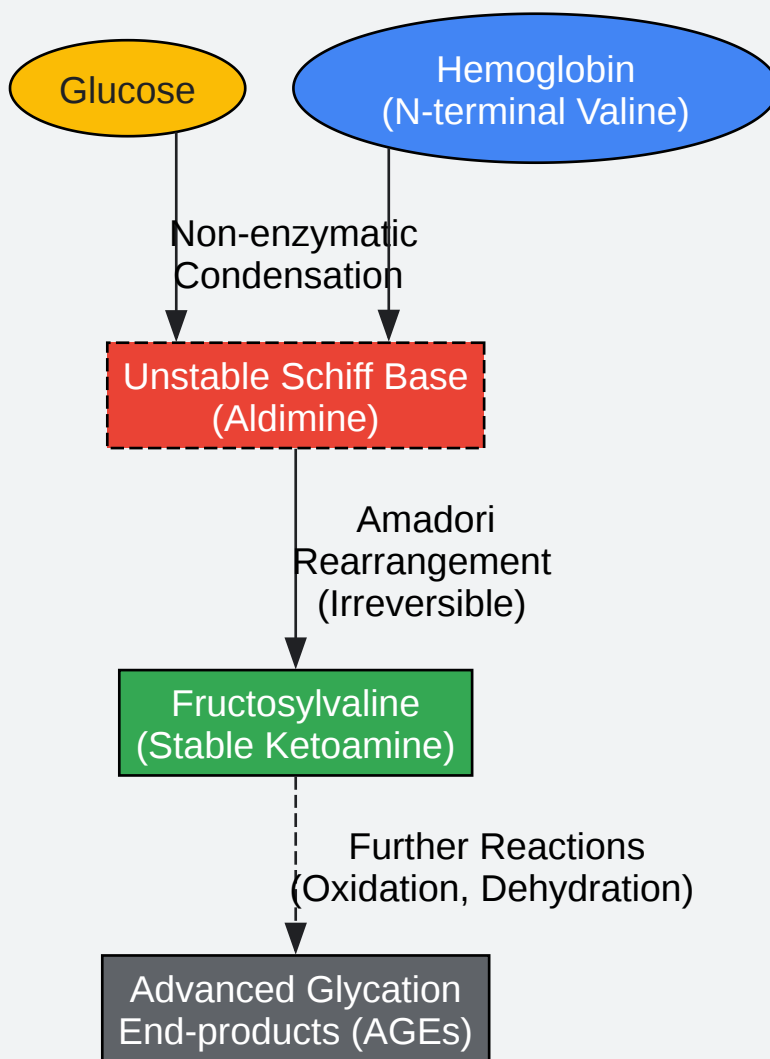 Glucose
Hemoglobin
(N-terminal Valine)
Non-enzymatic
Condensation
Unstable Schiff Base
(Aldimine)
Amadori
Rearrangement
(Irreversible)
Fructosylvaline
(Stable Ketoamine)
Further Reactions
(Oxidation, Dehydration)
Advanced Glycation
End-products (AGEs)